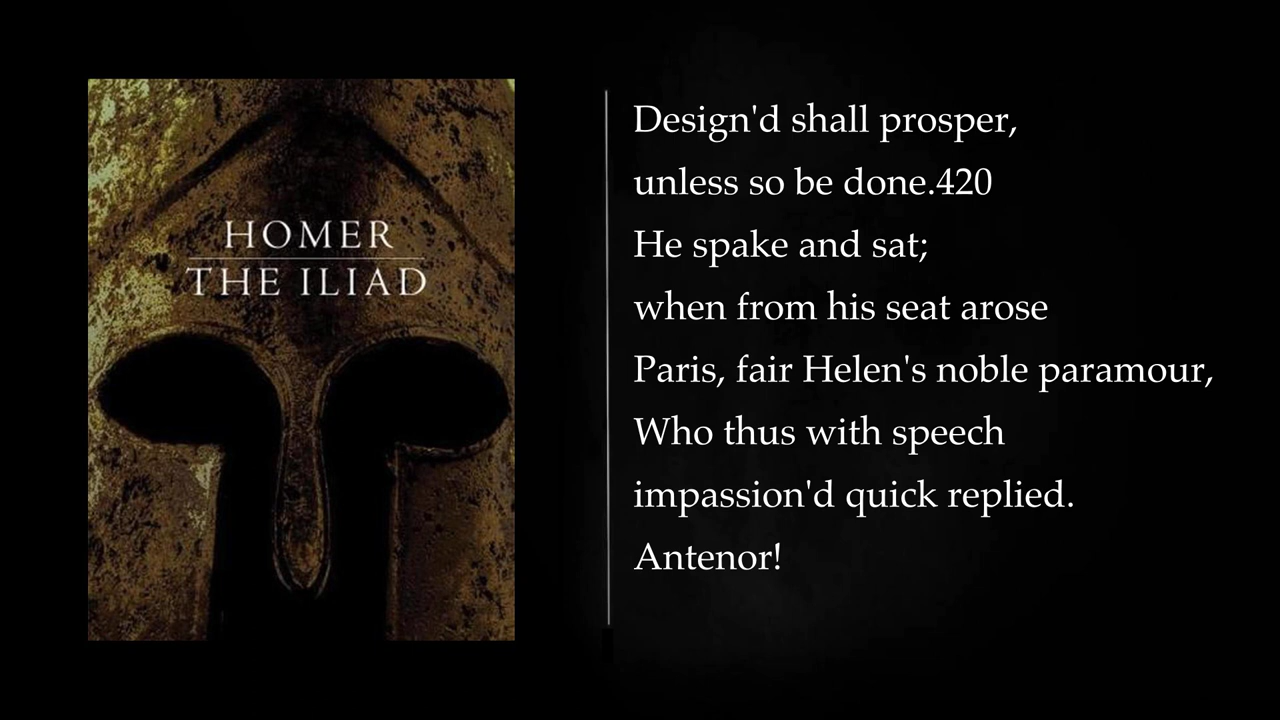 HOMER
THE ILIAD
Design'd shall prosper,
unless so be done.420
He spake and sat;
when from his seat arose
Paris, fair Helen's noble paramour,
Who thus with speech
impassion'd quick replied.
Antenor!